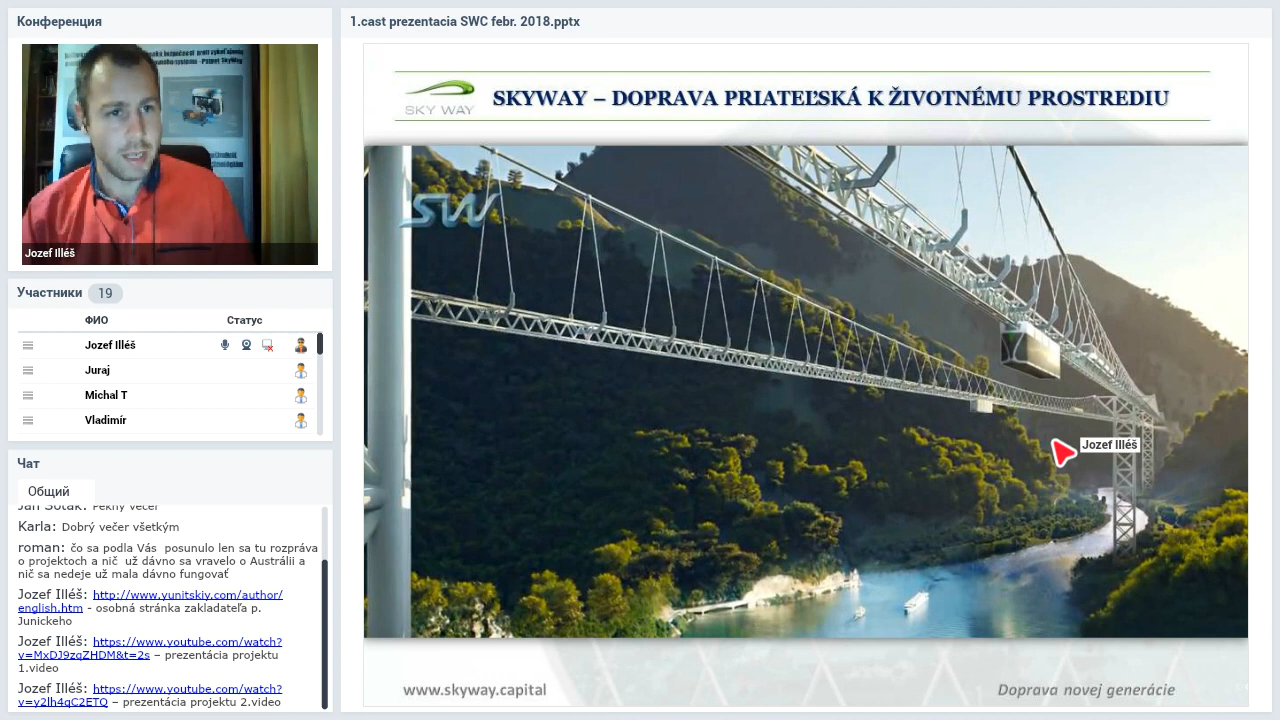 Конференция
Jozef Illéš
Участники 19
ФИО Статус
Jozef Illéš
Juraj
Michal T
Vladimír
Чат
Общий
Karla: Dobrý večer všetkým
roman: čo sa podla Vás posunulo len sa tu rozpráva
o projektoch a nič už dávno sa vravelo o Austrálii a
nič sa nedeje už mala dávno fungovať
Jozef Illéš: http://www.yunitskiy.com/author/
english.htm - osobná stránka zakladateľa p.
Junickeho
Jozef Illéš: https://www.youtube.com/watch?
v=MxDJ9zqZHDM&t=2s – prezentácia projektu
1.video
Jozef Illéš: https://www.youtube.com/watch?
v=y2lh4qC2ETQ – prezentácia projektu 2.video
1.cast prezentacia SWC febr. 2018.pptx
SKY WAY
SKYWAY – DOPRAVA PRIATEĽSKÁ K ŽIVOTNÉMU PROSTREDIU
SW
Jozef Illéš
www.skyway.capital
Doprava novej generácie